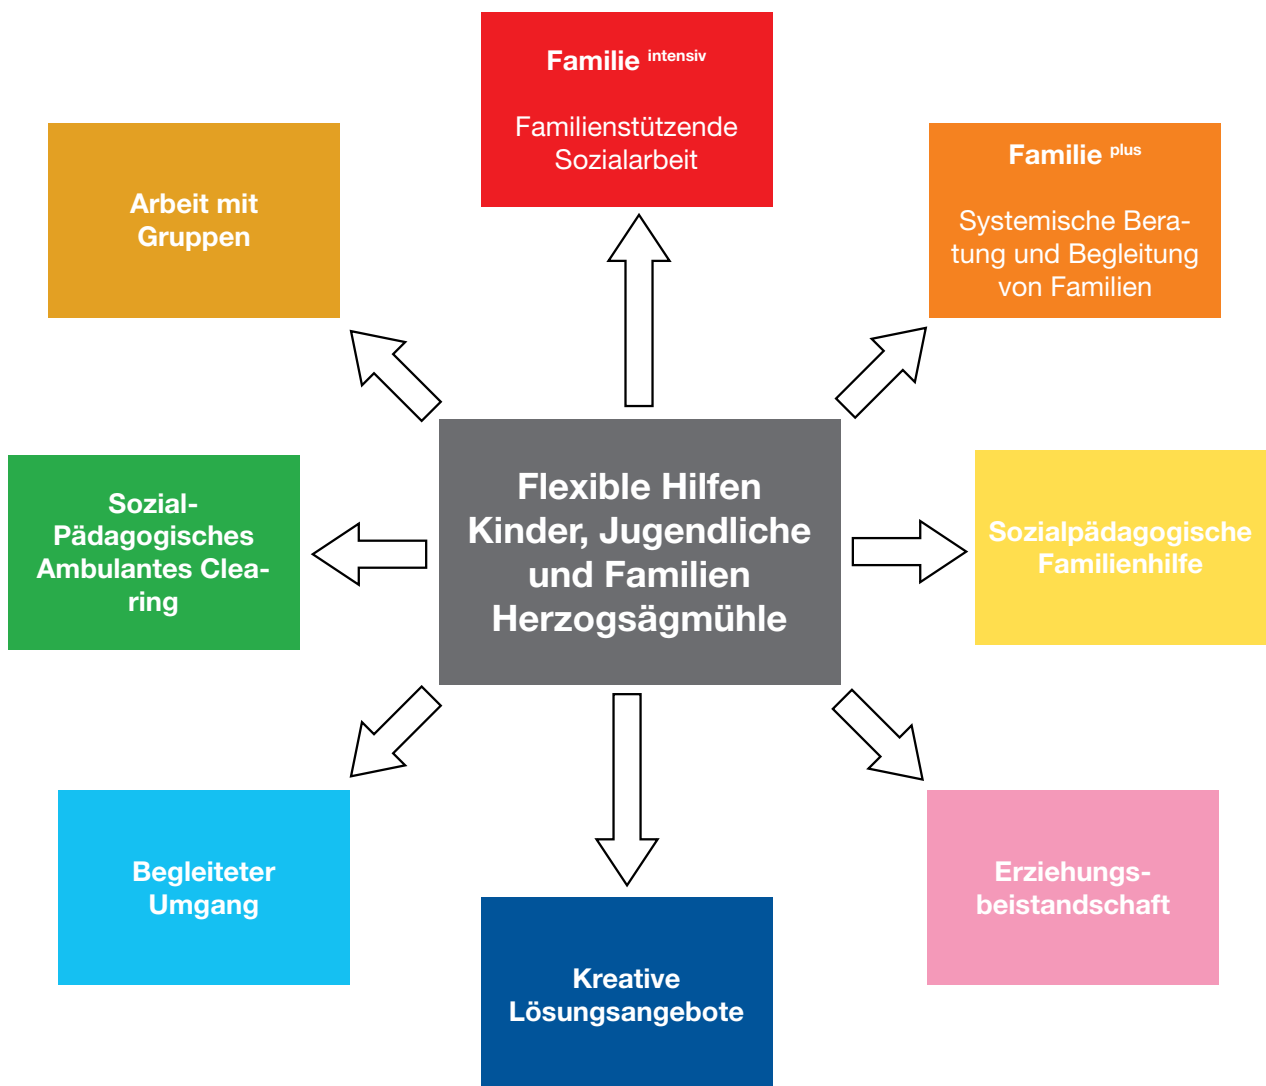 Familie intensiv
Familienstützende
Sozialarbeit
Arbeit mit
Gruppen
Familie plus
Systemische Bera-
tung und Begleitung
von Familien
Flexible Hilfen
Kinder, Jugendliche
und Familien
Herzogsägmühle
Sozial-
Pädagogisches
Ambulantes Clea-
ring
Sozialpädagogische
Familienhilfe
Begleiteter
Umgang
Erziehungs-
beistandschaft
Kreative
Lösungsangebote